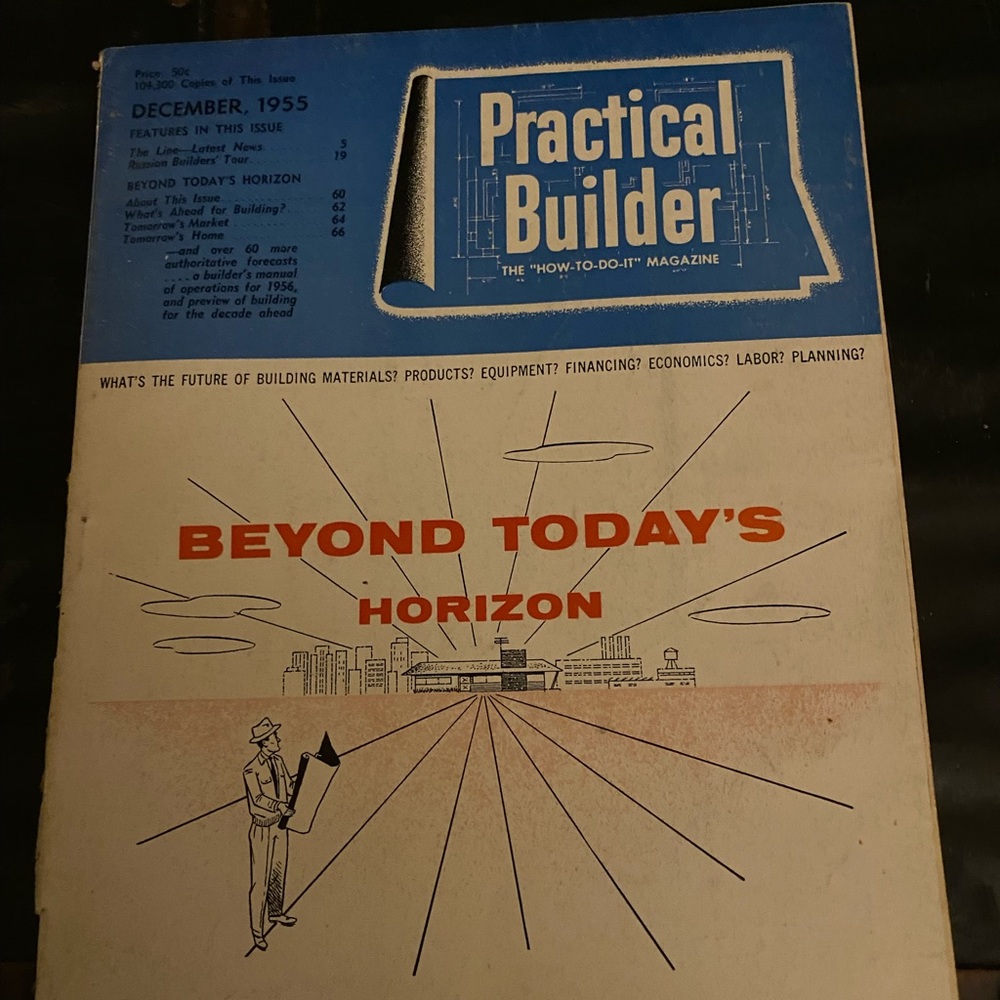 Price: 50¢
104,300 Copies of This Issue
DECEMBER, 1955
FEATURES IN THIS ISSUE
The Line—Latest News. . . . . . . . . . 5
Russian Builders' Tour. . . . . . . . . . 19
BEYOND TODAY'S HORIZON
About This Issue. . . . . . . . . . 60
What's Ahead for Building? . . . . 62
Tomorrow's Market . . . . . . . . . . 64
Tomorrow's Home . . . . . . . . . . 66
—and over 60 more
authoritative forecasts
. . . . a builder's manual
of operations for 1956,
and preview of building
for the decade ahead
Practical
Builder
THE "HOW-TO-DO-IT" MAGAZINE
WHAT'S THE FUTURE OF BUILDING MATERIALS? PRODUCTS? EQUIPMENT? FINANCING? ECONOMICS? LABOR? PLANNING?
BEYOND TODAY'S
HORIZON